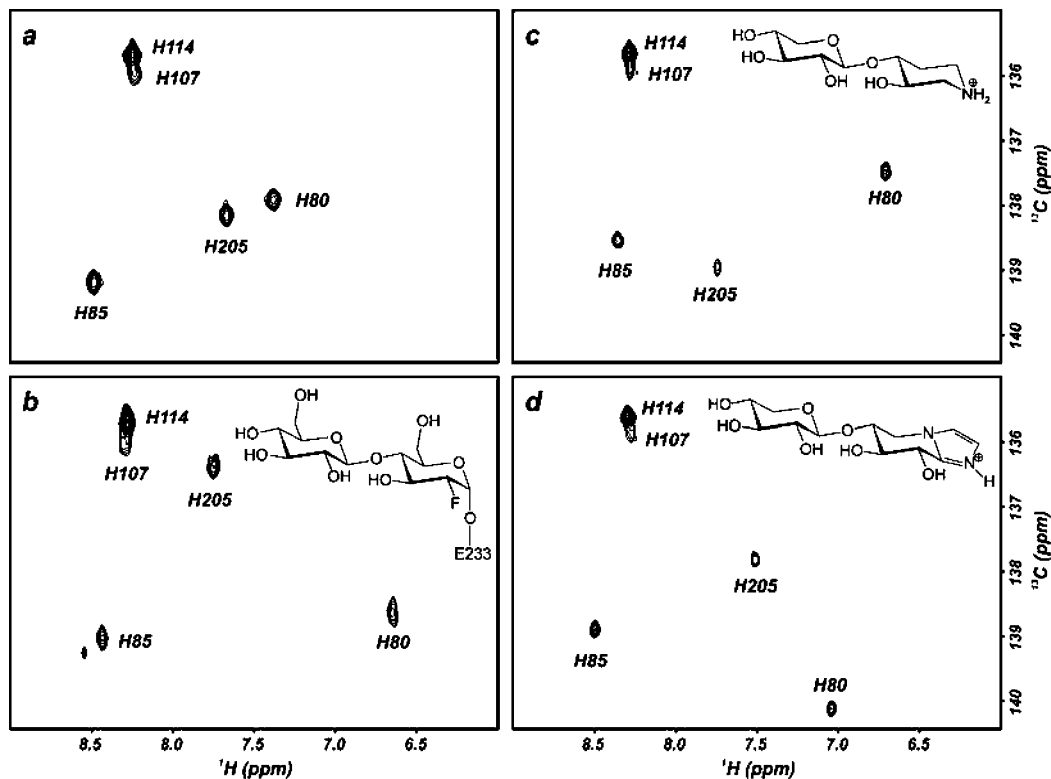 a
H114
H107
H80
H205
H85
c
H114
H107
HO
O
HO
OH
O
HO
⊕
NH2
H80
H85
H205
136
137
138
139
140
13C (ppm)
b
H114
H107
H205
OH
HO
O
HO
OH
O
OH
HO
O
F
O
E233
H85
H80
8.5
8.0
7.5
7.0
6.5
1H (ppm)
d
H114
H107
HO
O
HO
OH
O
HO
OH
N
⊕
N
H
H205
H85
H80
136
137
138
139
140
13C (ppm)
8.5
8.0
7.5
7.0
6.5
1H (ppm)